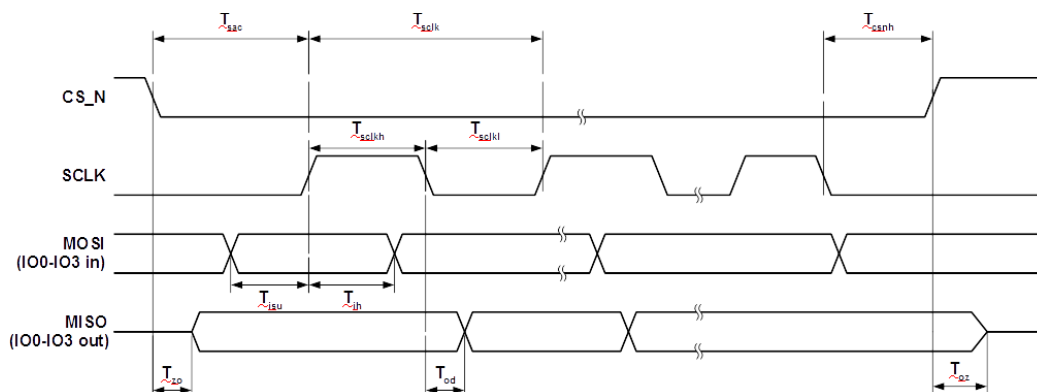 Tsac
Tsclk
Tcsnh
CS_N
Tsclkh
Tsclkl
SCLK
MOSI
(IO0-IO3 in)
Tisu
Tih
MISO
(IO0-IO3 out)
Tzo
Tod
Toz